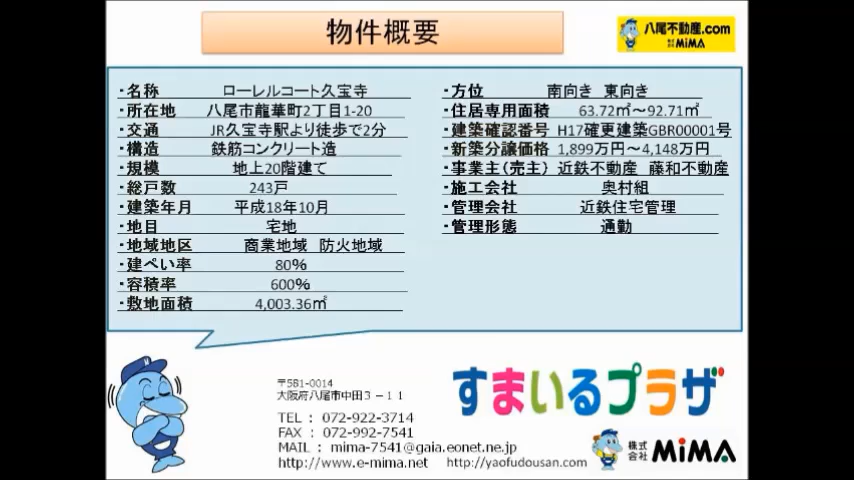 物件概要
八尾不動産.com
株式会社MiMA
・名称 ローレルコート久宝寺
・所在地 八尾市龍華町2丁目1-20
・交通 JR久宝寺駅より徒歩で2分
・構造 鉄筋コンクリート造
・規模 地上20階建て
・総戸数 243戸
・建築年月 平成18年10月
・地目 宅地
・地域地区 商業地域 防火地域
・建ぺい率 80%
・容積率 600%
・敷地面積 4,003.36㎡
・方位 南向き 東向き
・住居専用面積 63.72㎡～92.71㎡
・建築確認番号 H17確更建築GBR00001号
・新築分譲価格 1,899万円～4,148万円
・事業主(売主) 近鉄不動産 藤和不動産
・施工会社 奥村組
・管理会社 近鉄住宅管理
・管理形態 通勤
〒581-0014
大阪府八尾市中田3－11
TEL： 072-922-3714
FAX： 072-992-7541
MAIL： mima-7541@gaia.eonet.ne.jp
http://www.e-mima.net http://yaofudousan.com
すまいるプラザ
株式会社 MiMA